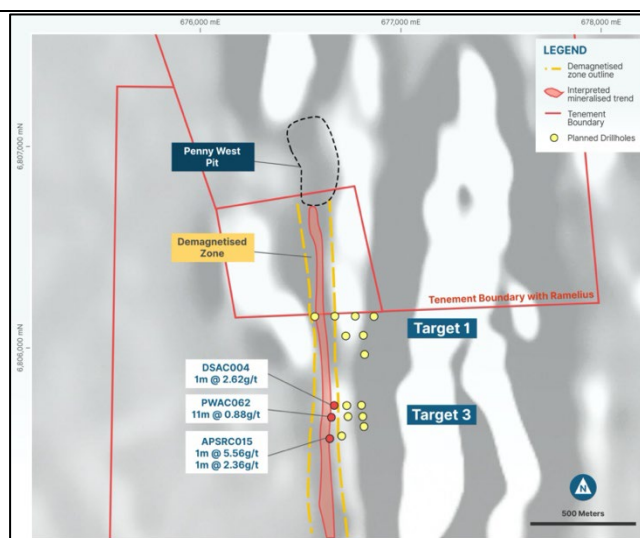 676,000 mE
677,000 mE
678,000 mE
6,807,000 mN
6,806,000 mN
LEGEND
Demagnetised
zone outline
Interpreted
mineralised trend
Tenement
Boundary
Planned Drillholes
Penny West
Pit
Demagnetised
Zone
Tenement Boundary with Ramelius
Target 1
DSAC004
1m @ 2.62g/t
PWAC062
11m @ 0.88g/t
Target 3
APSRC015
1m @ 5.56g/t
1m @ 2.36g/t
N
500 Meters